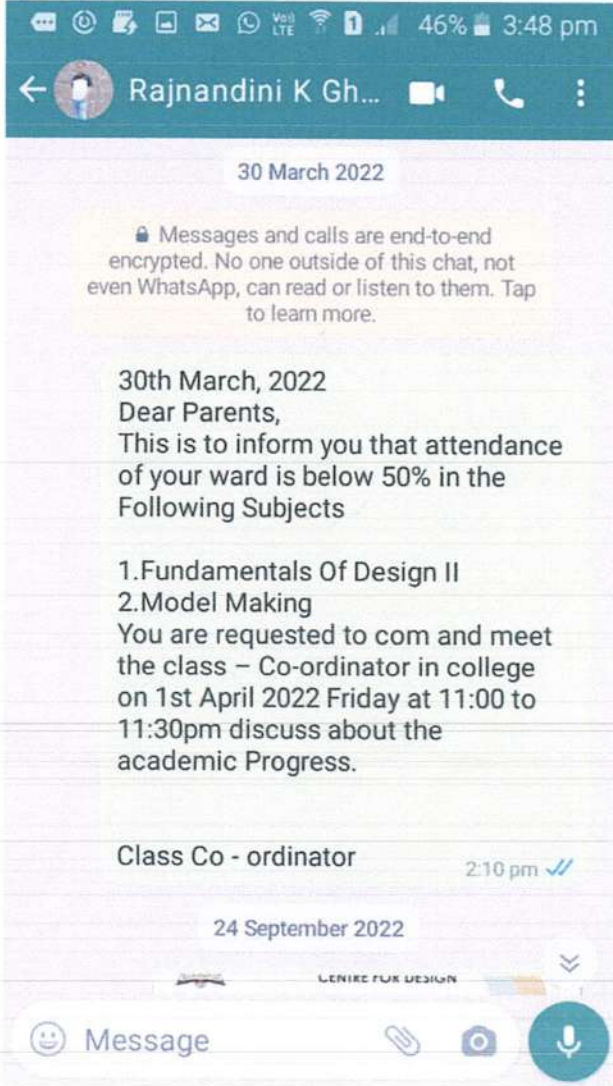 Voi) LTE 1 46% 3:48 pm
Rajnandini K Gh...
30 March 2022
Messages and calls are end-to-end
encrypted. No one outside of this chat, not
even WhatsApp, can read or listen to them. Tap
to learn more.
30th March, 2022
Dear Parents,
This is to inform you that attendance
of your ward is below 50% in the
Following Subjects
1.Fundamentals Of Design II
2.Model Making
You are requested to com and meet
the class – Co-ordinator in college
on 1st April 2022 Friday at 11:00 to
11:30pm discuss about the
academic Progress.
Class Co - ordinator
2:10 pm
24 September 2022
CENTRE FOR DESIGN
Message